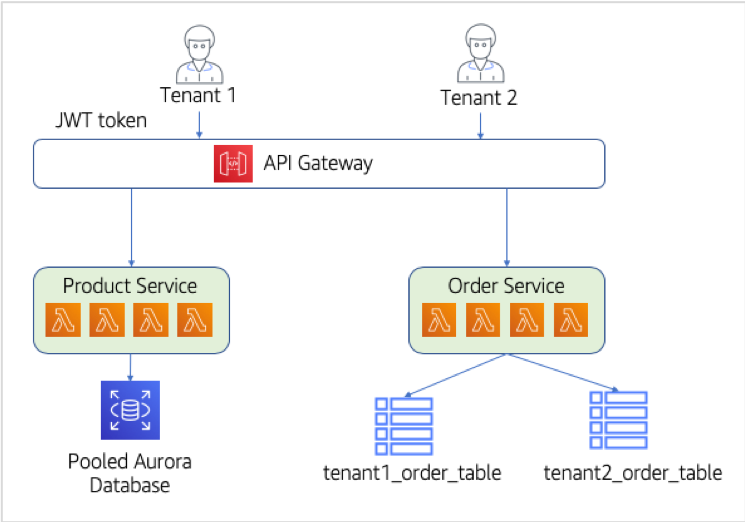 Tenant 1
Tenant 2
JWT token
API Gateway
Product Service
Order Service
Pooled Aurora
Database
tenant1_order_table
tenant2_order_table